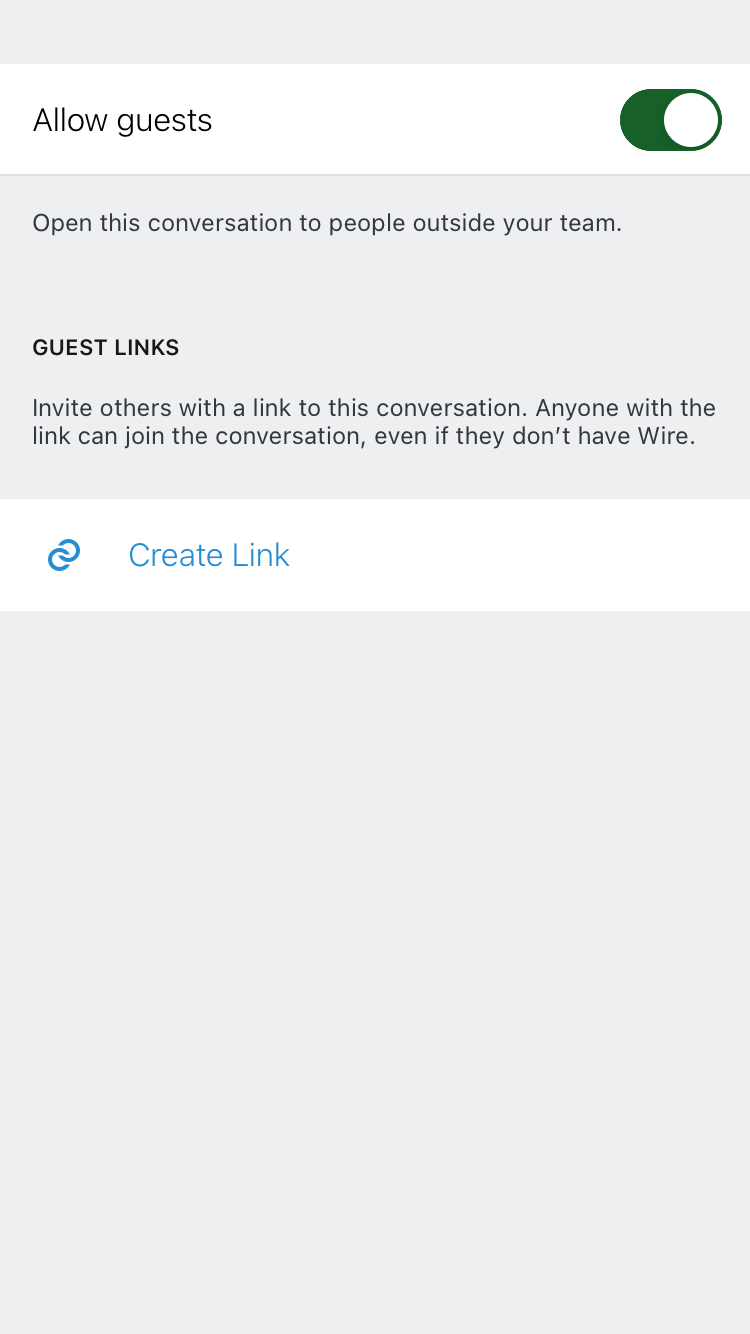 Allow guests
Open this conversation to people outside your team.
GUEST LINKS
Invite others with a link to this conversation. Anyone with the
link can join the conversation, even if they don’t have Wire.
Create Link